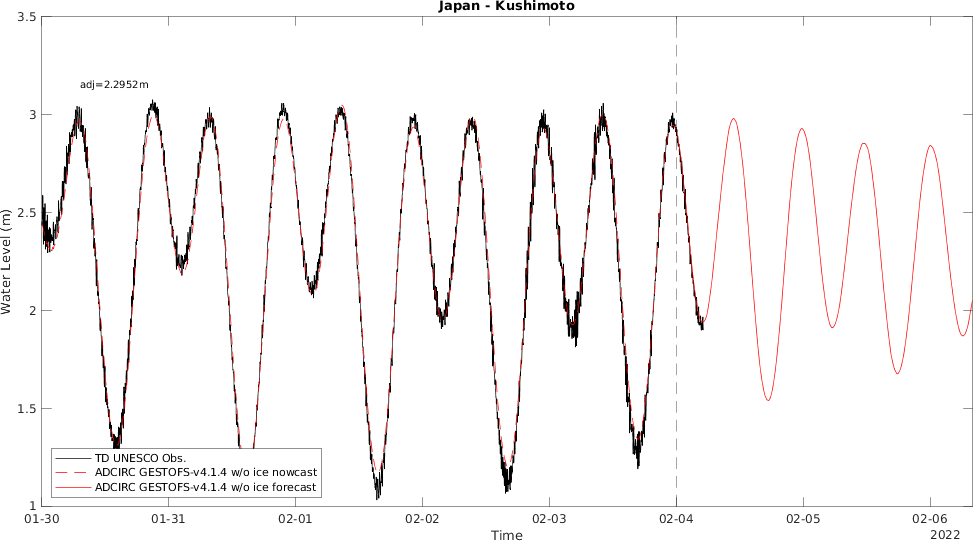 Japan - Kushimoto
3.5
adj=2.2952m
3
2.5
Water Level (m)
2
1.5
TD UNESCO Obs.
ADCIRC GESTOFS-v4.1.4 w/o ice nowcast
ADCIRC GESTOFS-v4.1.4 w/o ice forecast
1
01-30 01-31 02-01 02-02 02-03 02-04 02-05 02-06
Time
2022